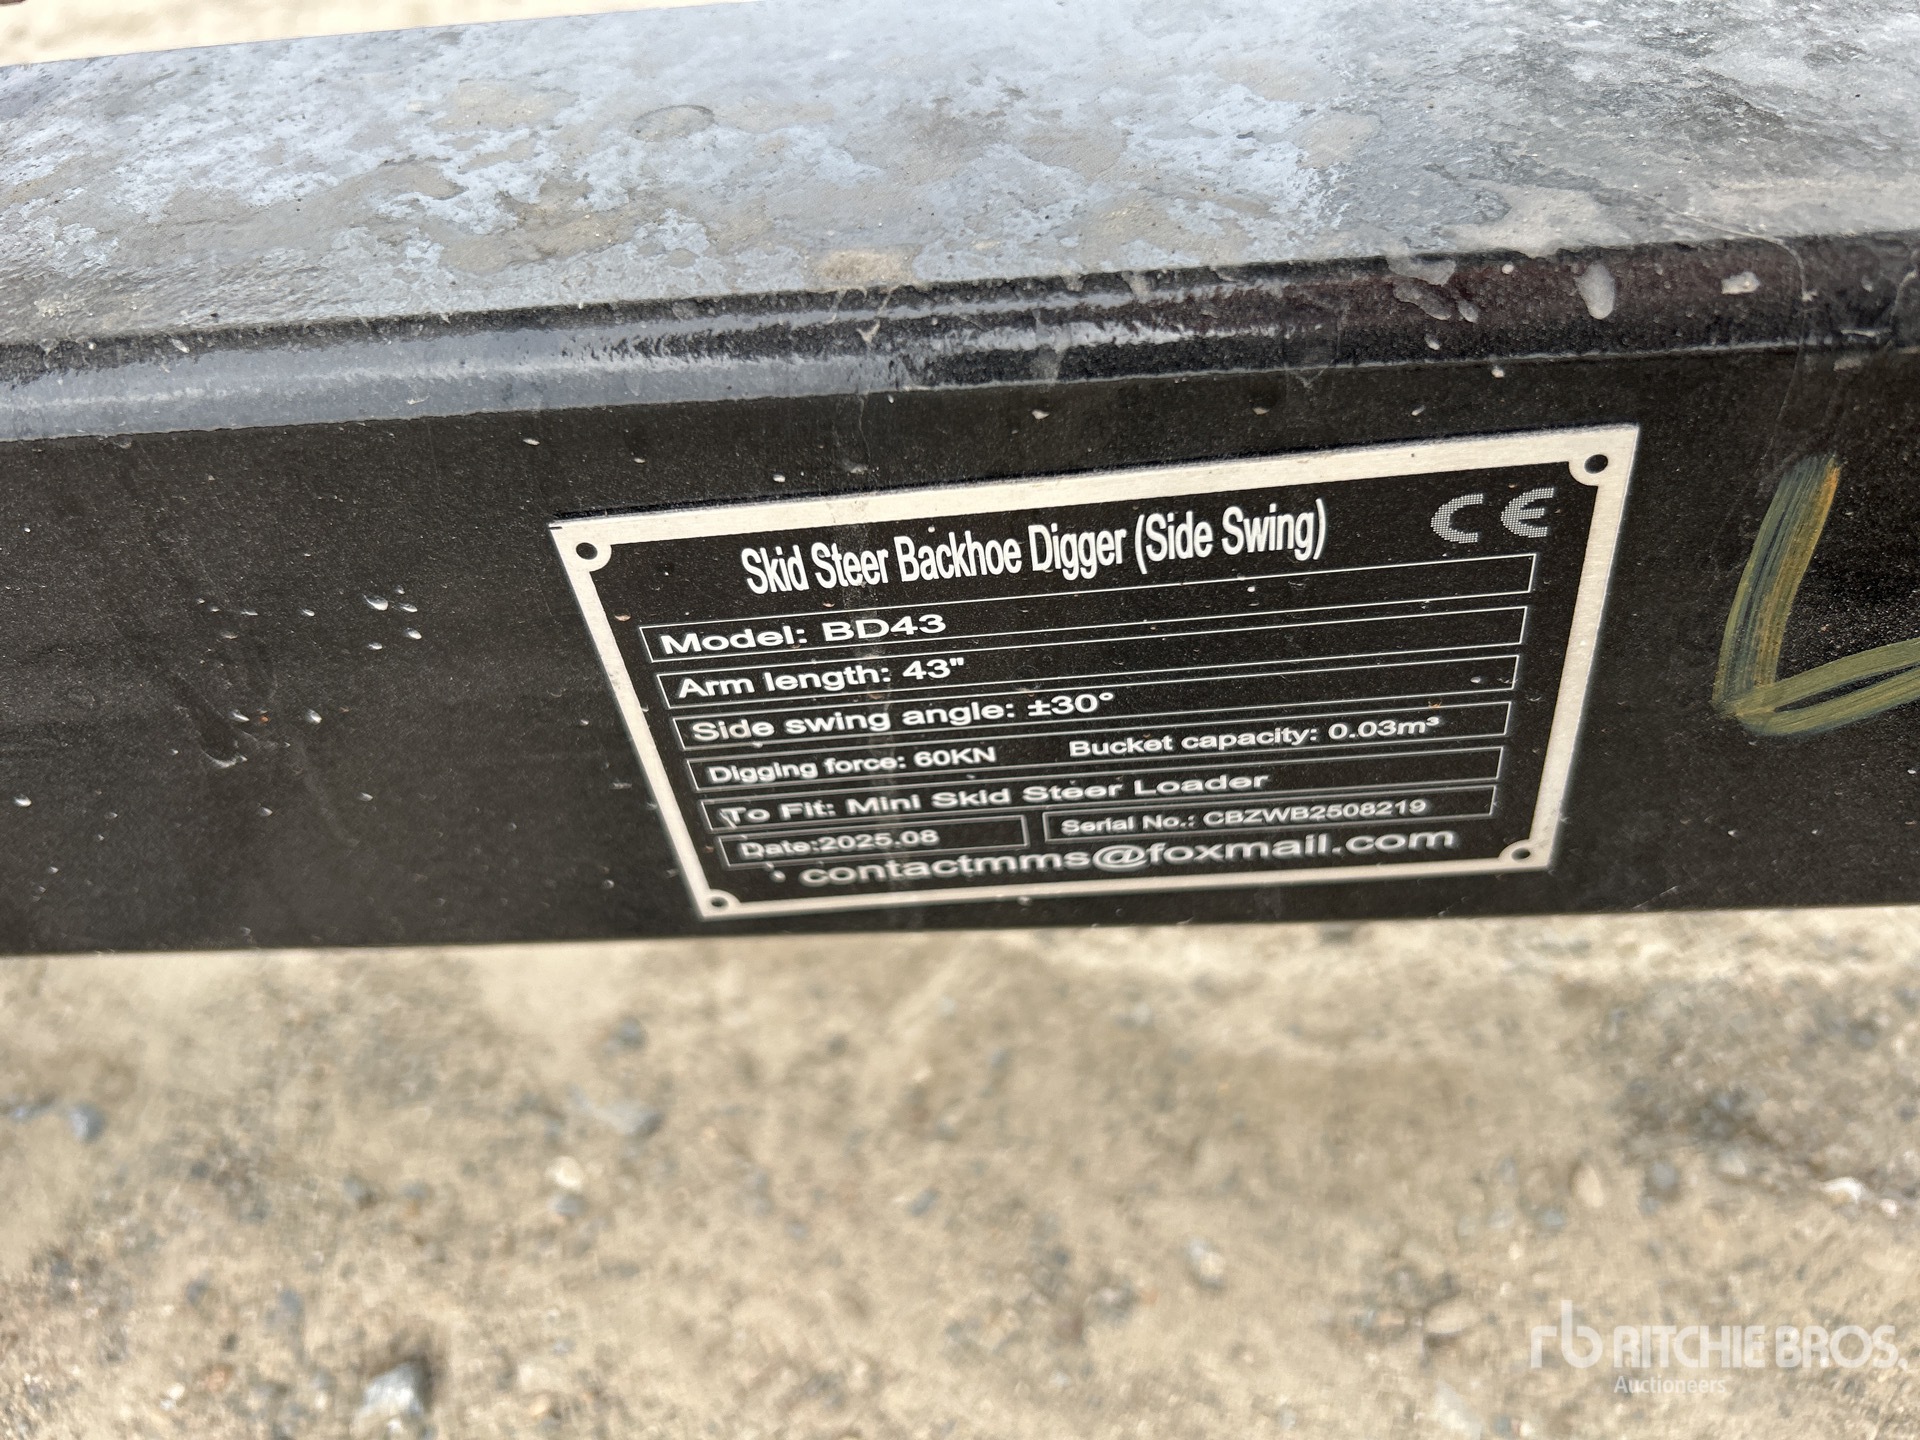 Skid Steer Backhoe Digger (Side Swing)
CE
Model: BD43
Arm length: 43"
Side swing angle: ±30°
Digging force: 60KN Bucket capacity: 0.03m³
To Fit: Mini Skid Steer Loader
Date:2025.08 Serial No.: CBZWB2508219
contactmms@foxmail.com
rb RITCHIE BROS.
Auctioneers